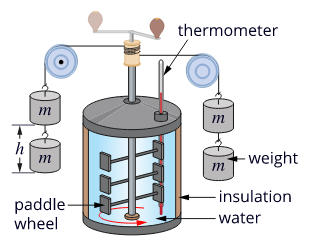 thermometer
m
m
h
m
m
weight
insulation
paddle
wheel
water